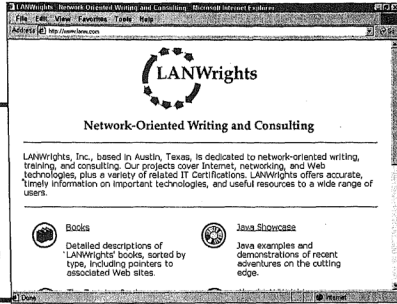 LANWrights: Network-Oriented Writing and Consulting - Microsoft Internet Explorer
File Edit View Favorites Tools Help
Address http://www.lanw.com
LANWrights
Network-Oriented Writing and Consulting
LANWrights, Inc., based in Austin, Texas, is dedicated to network-oriented writing,
training, and consulting. Our projects cover Internet, networking, and Web
technologies, plus a variety of related IT Certifications. LANWrights offers accurate,
timely information on important technologies, and useful resources to a wide range of
users.
Books
Detailed descriptions of
LANWrights' books, sorted by
type, including pointers to
associated Web sites.
Java Showcase
Java examples and
demonstrations of recent
adventures on the cutting
edge.
Done
Internet